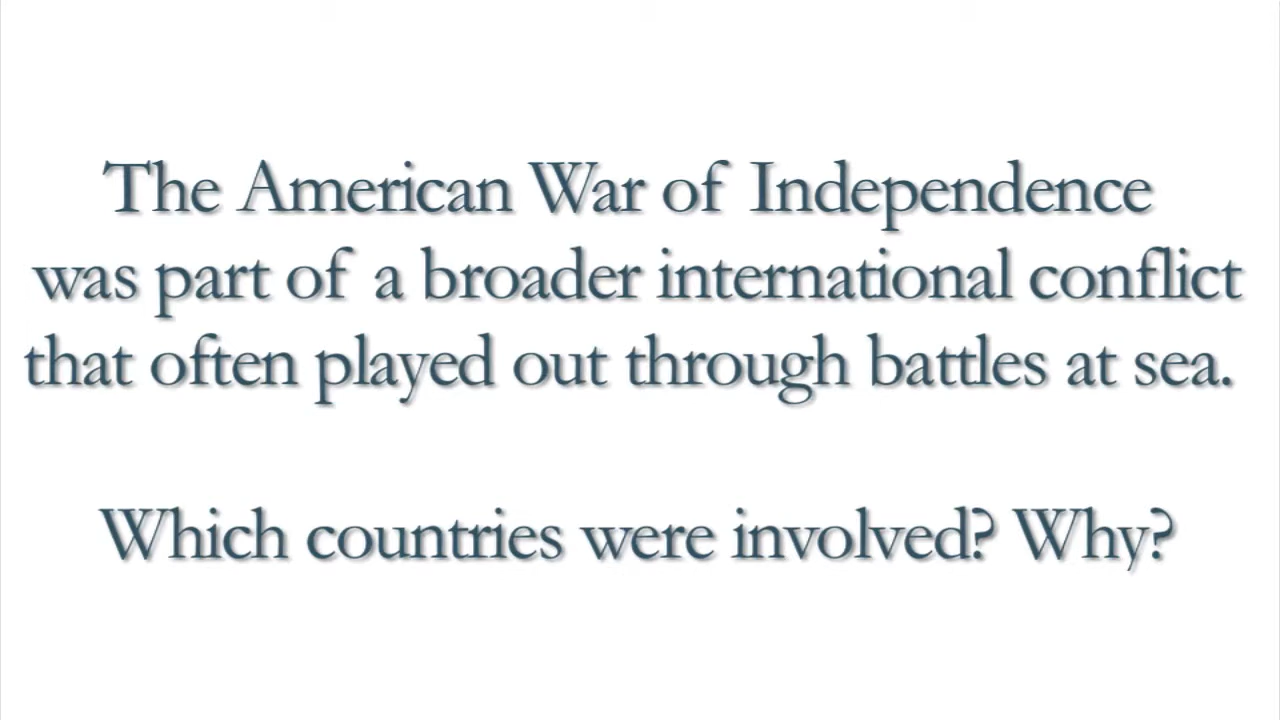 The American War of Independence
was part of a broader international conflict
that often played out through battles at sea.
Which countries were involved? Why?